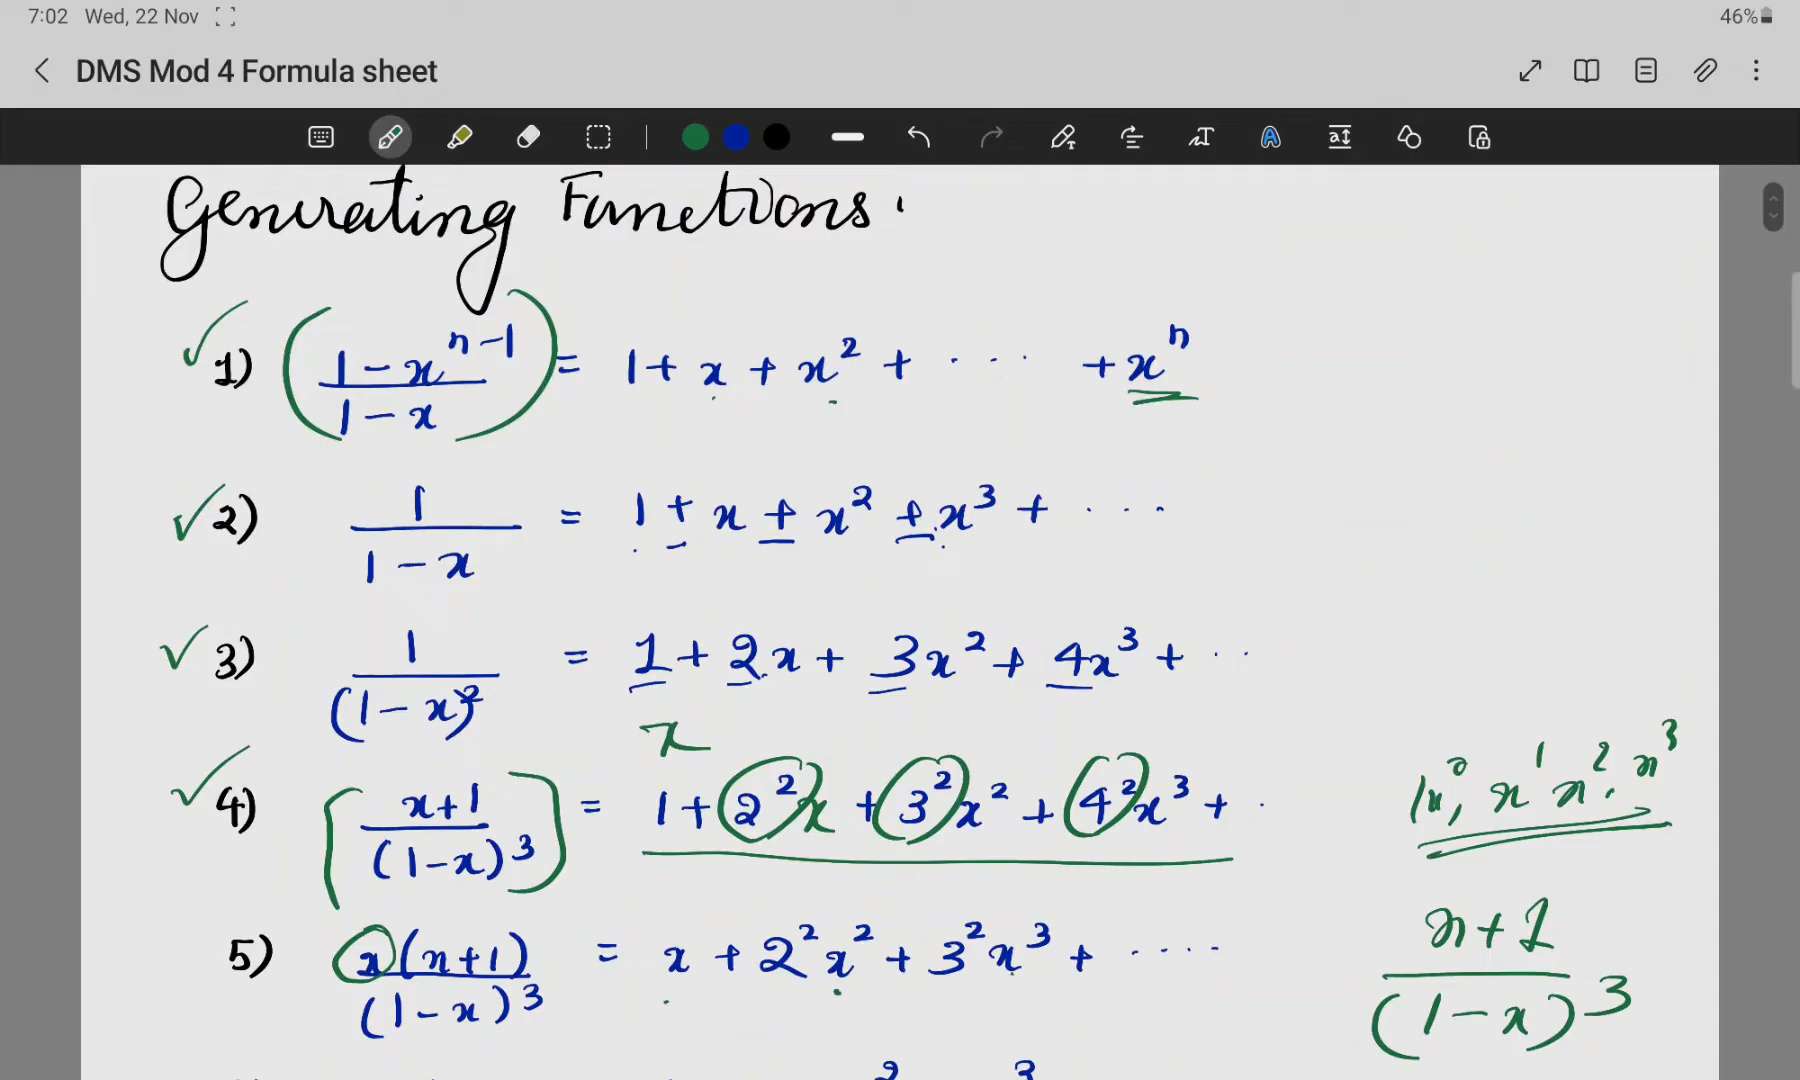 7:02 Wed, 22 Nov
46%
DMS Mod 4 Formula sheet
Generating Functions.
1) (1 - x^(n-1))/(1 - x) = 1 + x + x² + ... + xⁿ
2) 1/(1 - x) = 1 + x + x² + x³ + ...
3) 1/(1 - x)² = 1 + 2x + 3x² + 4x³ + ..
x
4) [(x+1)/(1-x)³] = 1 + 2²x + 3²x² + 4²x³ + .
x⁰, x¹ x². x³
x+1/(1-x)³
5) x(x+1)/(1-x)³ = x + 2²x² + 3²x³ + ....